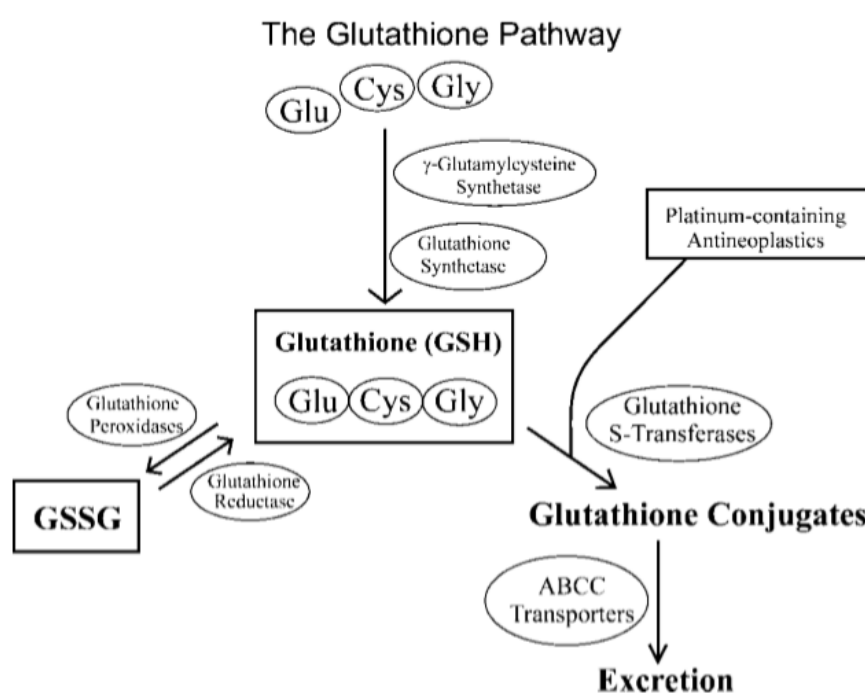 The Glutathione Pathway
Glu Cys Gly
γ-Glutamylcysteine
Synthetase
Glutathione
Synthetase
Platinum-containing
Antineoplastics
Glutathione (GSH)
Glu Cys Gly
Glutathione
Peroxidases
Glutathione
Reductase
GSSG
Glutathione
S-Transferases
Glutathione Conjugates
ABCC
Transporters
Excretion